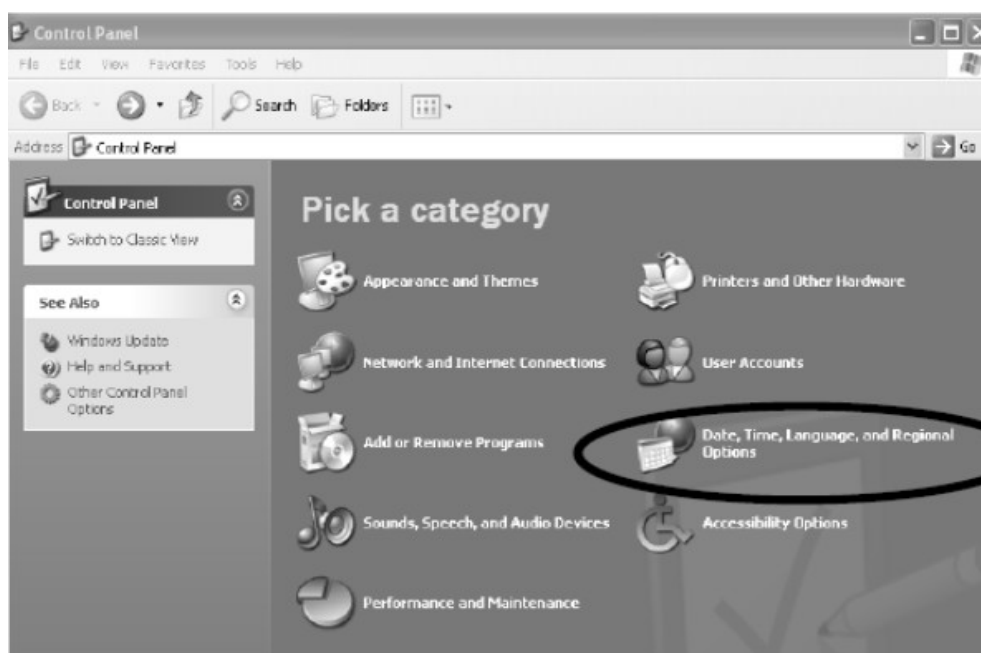 Control Panel
File Edit View Favorites Tools Help
Back Search Folders
Address Control Panel Go
Control Panel
Switch to Classic View
See Also
Windows Update
Help and Support
Other Control Panel
Options
Pick a category
Appearance and Themes
Printers and Other Hardware
Network and Internet Connections
User Accounts
Add or Remove Programs
Date, Time, Language, and Regional
Options
Sounds, Speech, and Audio Devices
Accessibility Options
Performance and Maintenance